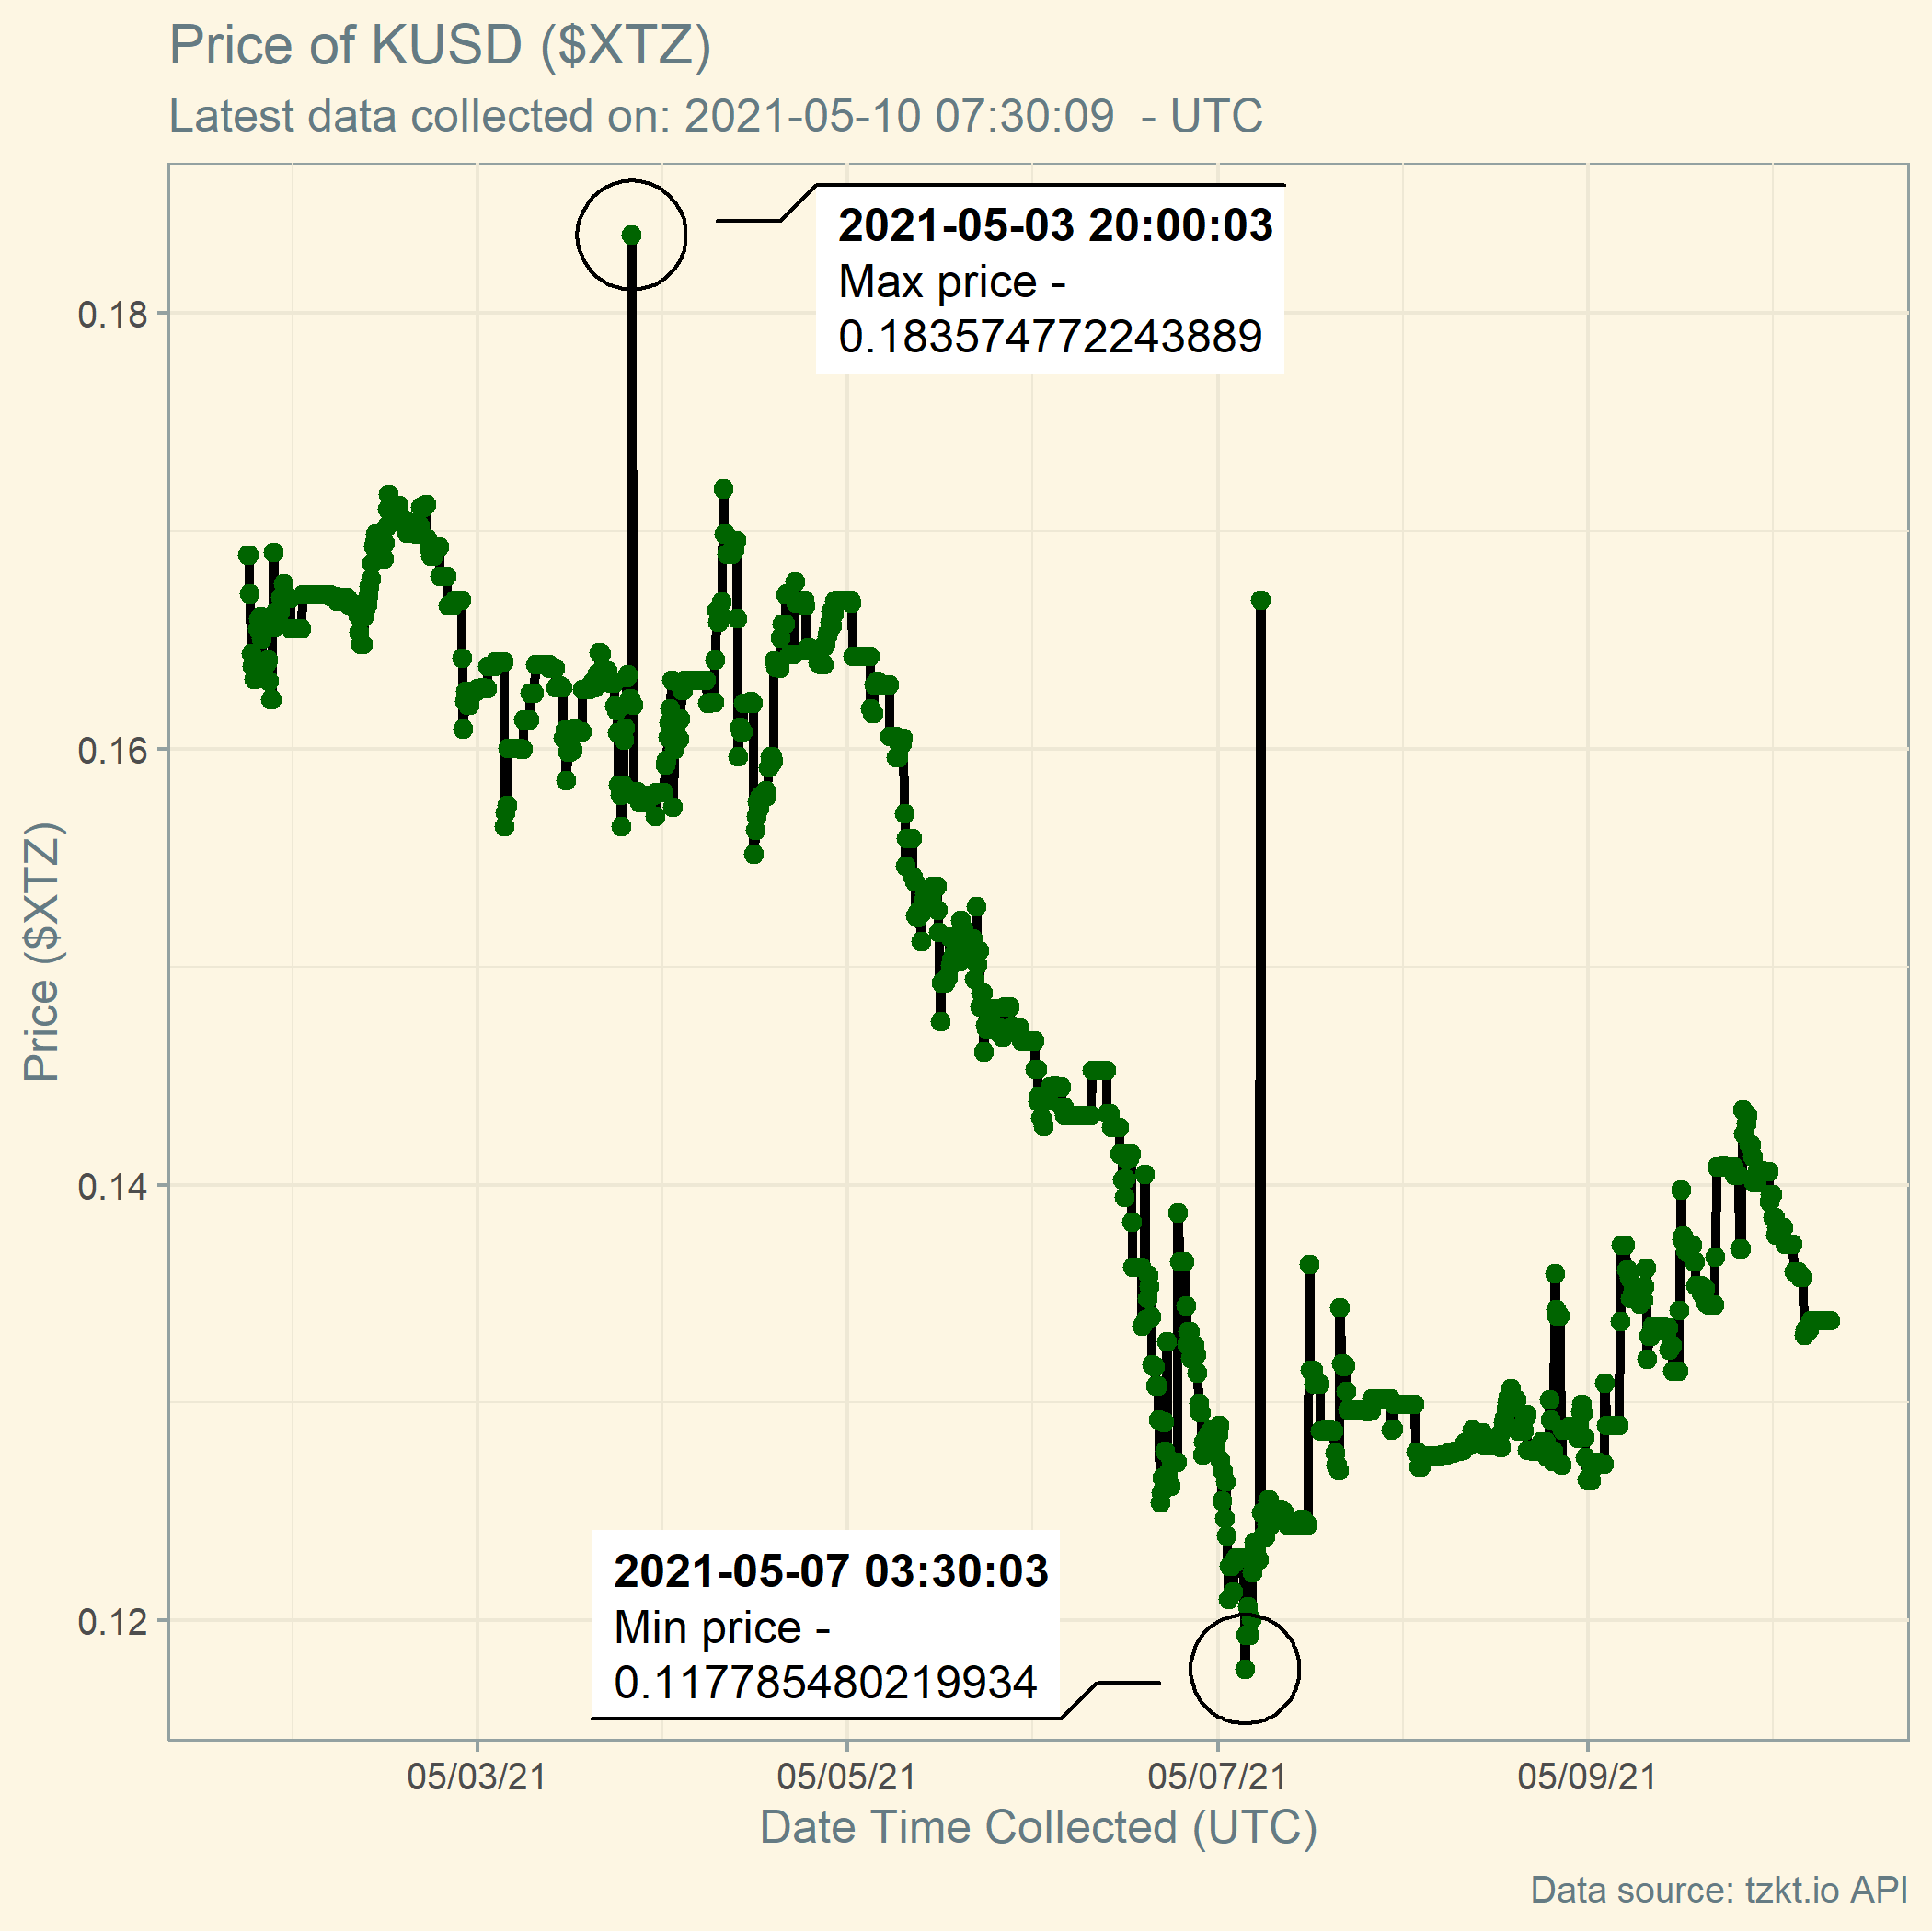 Price of KUSD ($XTZ)
Latest data collected on: 2021-05-10 07:30:09  - UTC
2021-05-03 20:00:03
Max price -
0.183574772243889
0.18
0.16
0.14
0.12
Price ($XTZ)
2021-05-07 03:30:03
Min price -
0.117785480219934
05/03/21
05/05/21
05/07/21
05/09/21
Date Time Collected (UTC)
Data source: tzkt.io API